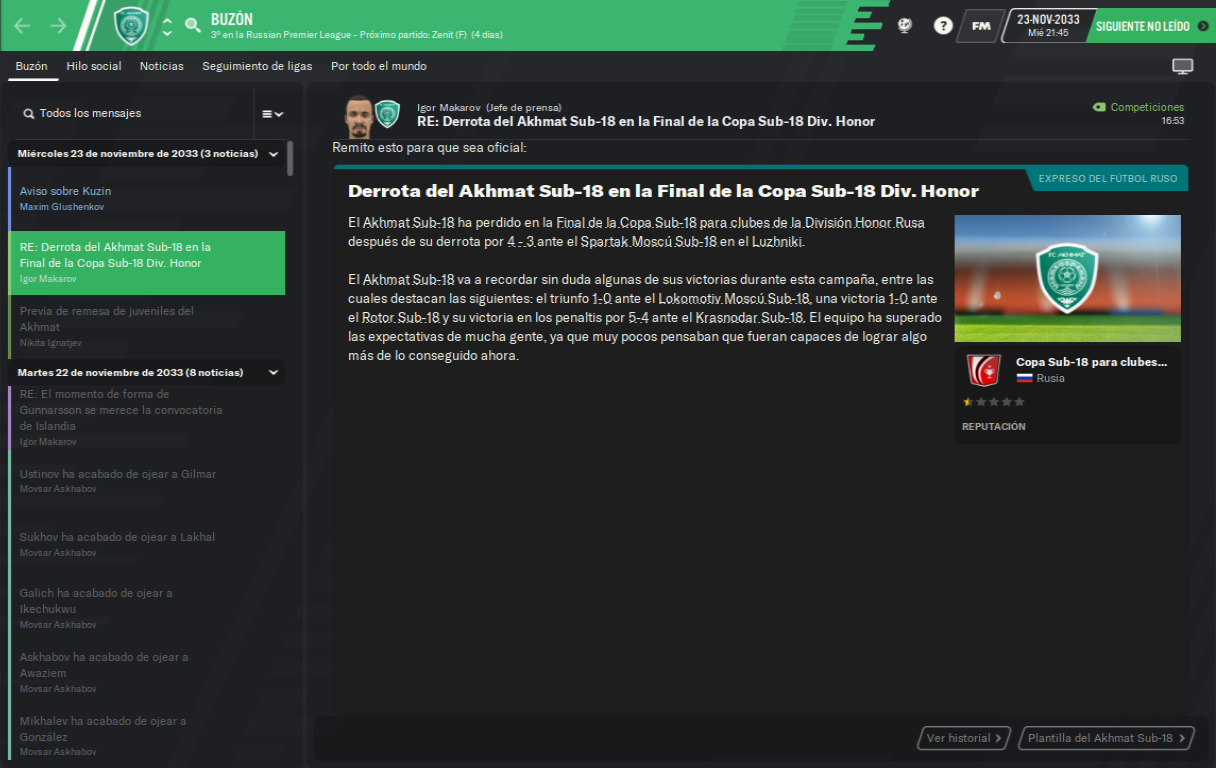 BUZÓN
3º en la Russian Premier League - Próximo partido: Zenit (F) (4 días)
FM
23-NOV-2033
Mié 21:45
SIGUIENTE NO LEÍDO
Buzón
Hilo social
Noticias
Seguimiento de ligas
Por todo el mundo
Todos los mensajes
Miércoles 23 de noviembre de 2033 (3 noticias)
Aviso sobre Kuzin
Maxim Glushenkov
RE: Derrota del Akhmat Sub-18 en la
Final de la Copa Sub-18 Div. Honor
Igor Makarov
Previa de remesa de juveniles del
Akhmat
Nikita Ignatjev
Martes 22 de noviembre de 2033 (8 noticias)
RE: El momento de forma de
Gunnarsson se merece la convocatoria
de Islandia
Igor Makarov
Ustinov ha acabado de ojear a Gilmar
Movsar Askhabov
Sukhov ha acabado de ojear a Lakhal
Movsar Askhabov
Galich ha acabado de ojear a
Ikechukwu
Movsar Askhabov
Askhabov ha acabado de ojear a
Awaziem
Movsar Askhabov
Mikhalev ha acabado de ojear a
González
Movsar Askhabov
Igor Makarov (Jefe de prensa)
RE: Derrota del Akhmat Sub-18 en la Final de la Copa Sub-18 Div. Honor
Competiciones
16:53
Remito esto para que sea oficial:
EXPRESO DEL FÚTBOL RUSO
Derrota del Akhmat Sub-18 en la Final de la Copa Sub-18 Div. Honor
El Akhmat Sub-18 ha perdido en la Final de la Copa Sub-18 para clubes de la División Honor Rusa
después de su derrota por 4 - 3 ante el Spartak Moscú Sub-18 en el Luzhniki.
El Akhmat Sub-18 va a recordar sin duda algunas de sus victorias durante esta campaña, entre las
cuales destacan las siguientes: el triunfo 1-0 ante el Lokomotiv Moscú Sub-18, una victoria 1-0 ante
el Rotor Sub-18 y su victoria en los penaltis por 5-4 ante el Krasnodar Sub-18. El equipo ha superado
las expectativas de mucha gente, ya que muy pocos pensaban que fueran capaces de lograr algo
más de lo conseguido ahora.
FC AKHMAT
Copa Sub-18 para clubes...
Rusia
REPUTACIÓN
Ver historial
Plantilla del Akhmat Sub-18